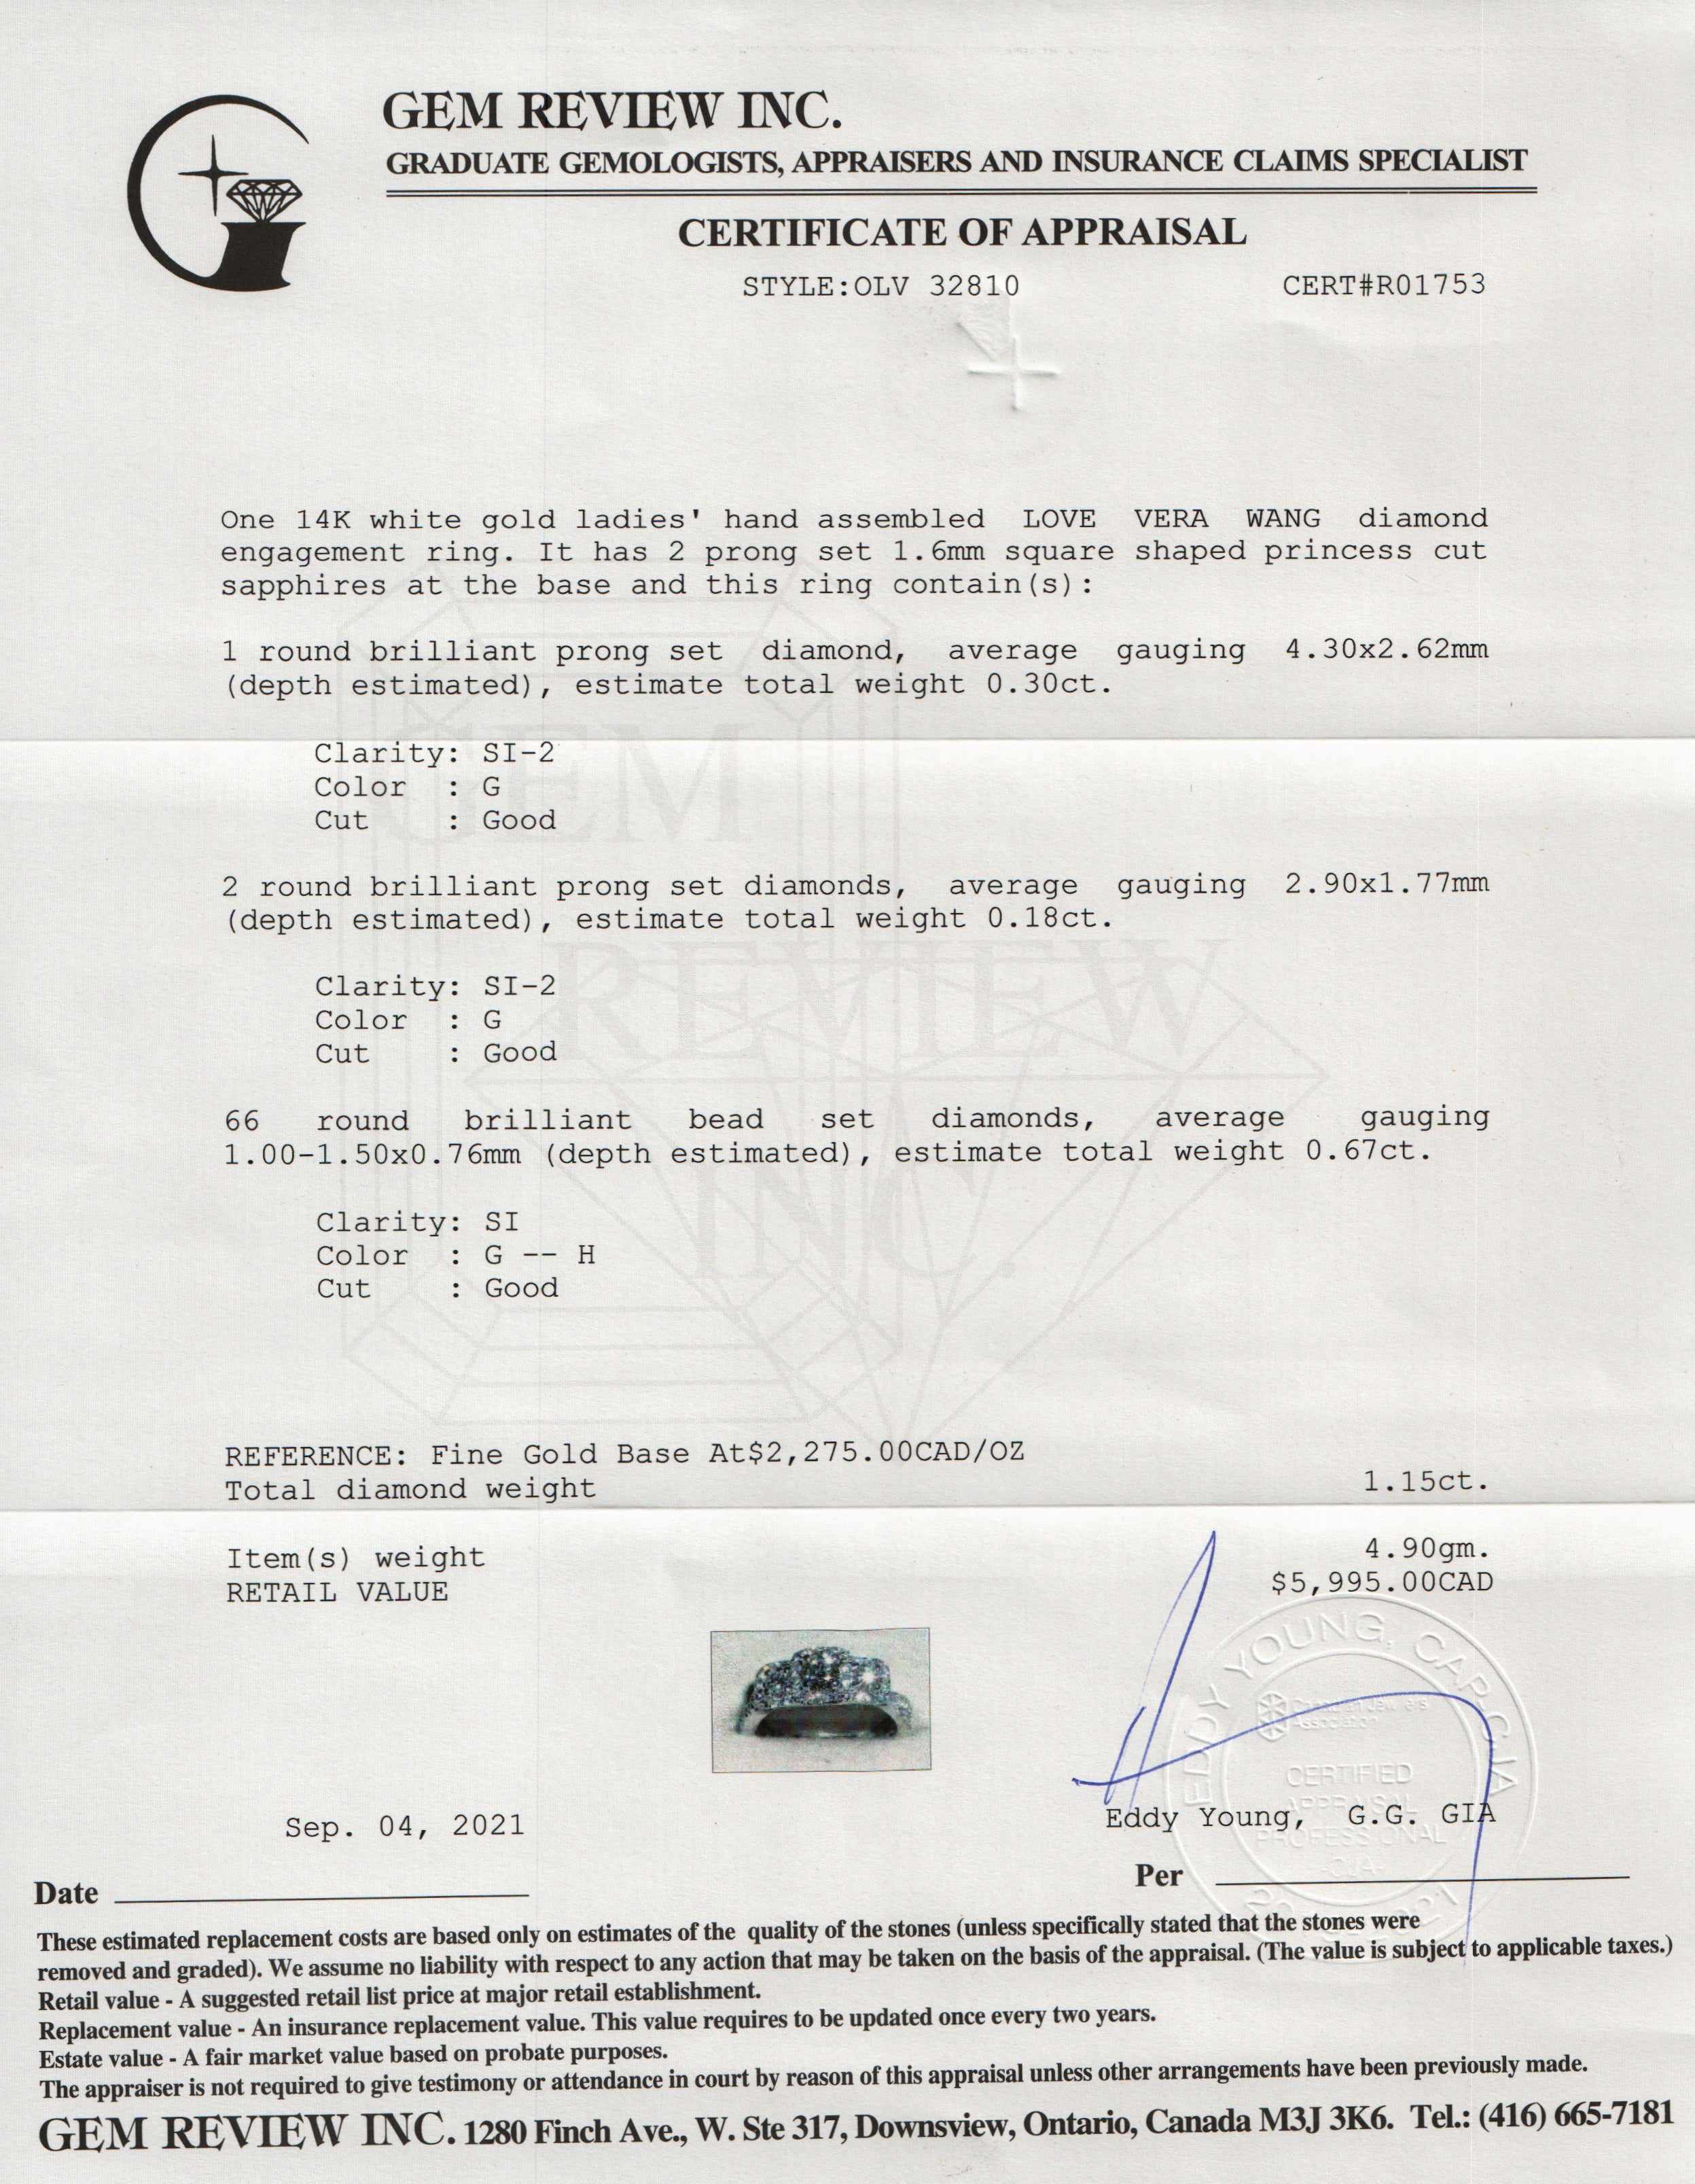 GEM REVIEW INC.
GRADUATE GEMOLOGISTS, APPRAISERS AND INSURANCE CLAIMS SPECIALIST
CERTIFICATE OF APPRAISAL
STYLE:OLV 32810 CERT#R01753
One 14K white gold ladies' hand assembled LOVE VERA WANG diamond
engagement ring. It has 2 prong set 1.6mm square shaped princess cut
sapphires at the base and this ring contain(s):
1 round brilliant prong set diamond, average gauging 4.30x2.62mm
(depth estimated), estimate total weight 0.30ct.
Clarity: SI-2
Color : G
Cut : Good
2 round brilliant prong set diamonds, average gauging 2.90x1.77mm
(depth estimated), estimate total weight 0.18ct.
Clarity: SI-2
Color : G
Cut : Good
66 round brilliant bead set diamonds, average gauging
1.00-1.50x0.76mm (depth estimated), estimate total weight 0.67ct.
Clarity: SI
Color : G -- H
Cut : Good
GEM
REVIEW
INC.
REFERENCE: Fine Gold Base At$2,275.00CAD/OZ
Total diamond weight 1.15ct.
Item(s) weight 4.90gm.
RETAIL VALUE $5,995.00CAD
EDDY YOUNG, CAP-CJA
Canadian Jewellers
Association
CERTIFIED
APPRAISAL
PROFESSIONAL
-CJA-
Sep. 04, 2021 Eddy Young, G.G. GIA
Date Per
These estimated replacement costs are based only on estimates of the quality of the stones (unless specifically stated that the stones were
removed and graded). We assume no liability with respect to any action that may be taken on the basis of the appraisal. (The value is subject to applicable taxes.)
Retail value - A suggested retail list price at major retail establishment.
Replacement value - An insurance replacement value. This value requires to be updated once every two years.
Estate value - A fair market value based on probate purposes.
The appraiser is not required to give testimony or attendance in court by reason of this appraisal unless other arrangements have been previously made.
GEM REVIEW INC. 1280 Finch Ave., W. Ste 317, Downsview, Ontario, Canada M3J 3K6. Tel.: (416) 665-7181